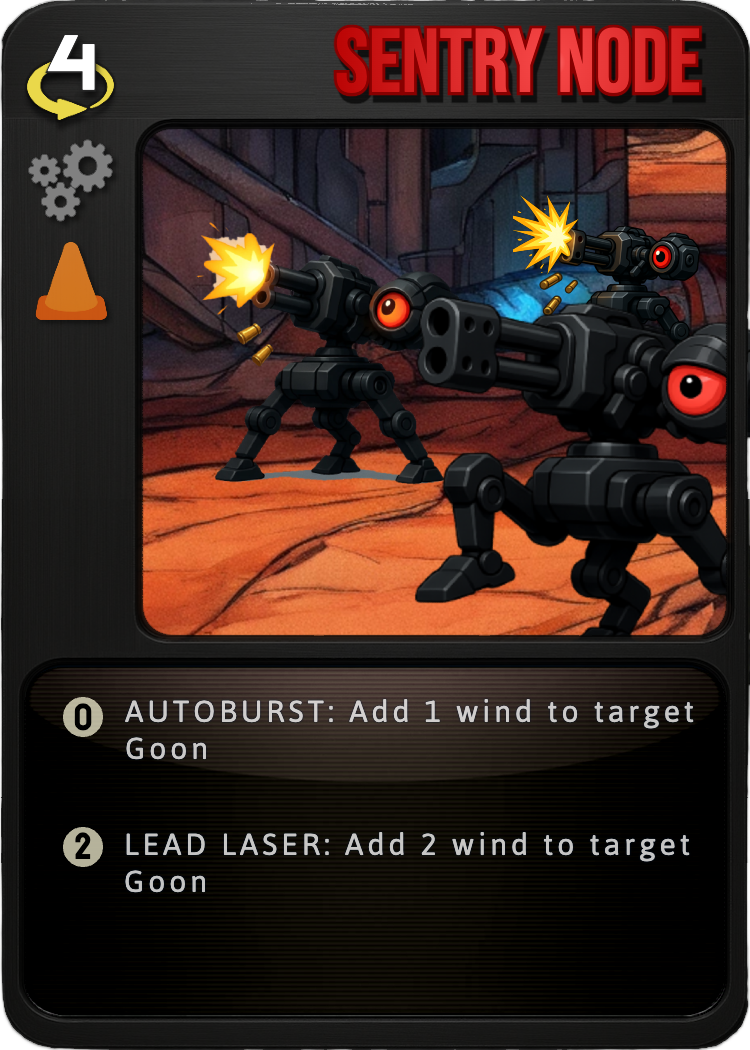 4
SENTRY NODE
0 AUTOBURST: Add 1 wind to target
Goon
2 LEAD LASER: Add 2 wind to target
Goon